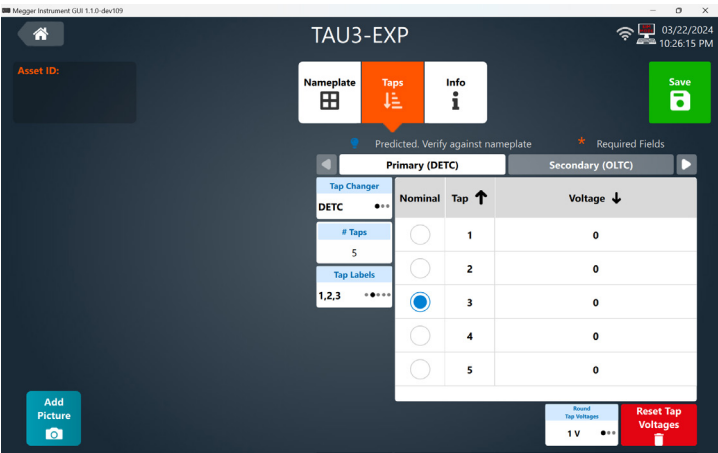 Megger Instrument GUI 1.1.0-dev109
TAU3-EXP
03/22/2024
10:26:15 PM
Asset ID:
Nameplate
Taps
Info
Save
Predicted. Verify against nameplate
* Required Fields
Primary (DETC)
Secondary (OLTC)
Tap Changer
DETC
# Taps
5
Tap Labels
1,2,3
Nominal Tap ↑ Voltage ↓
1 0
2 0
3 0
4 0
5 0
Add
Picture
Round
Tap Voltages
1 V
Reset Tap
Voltages